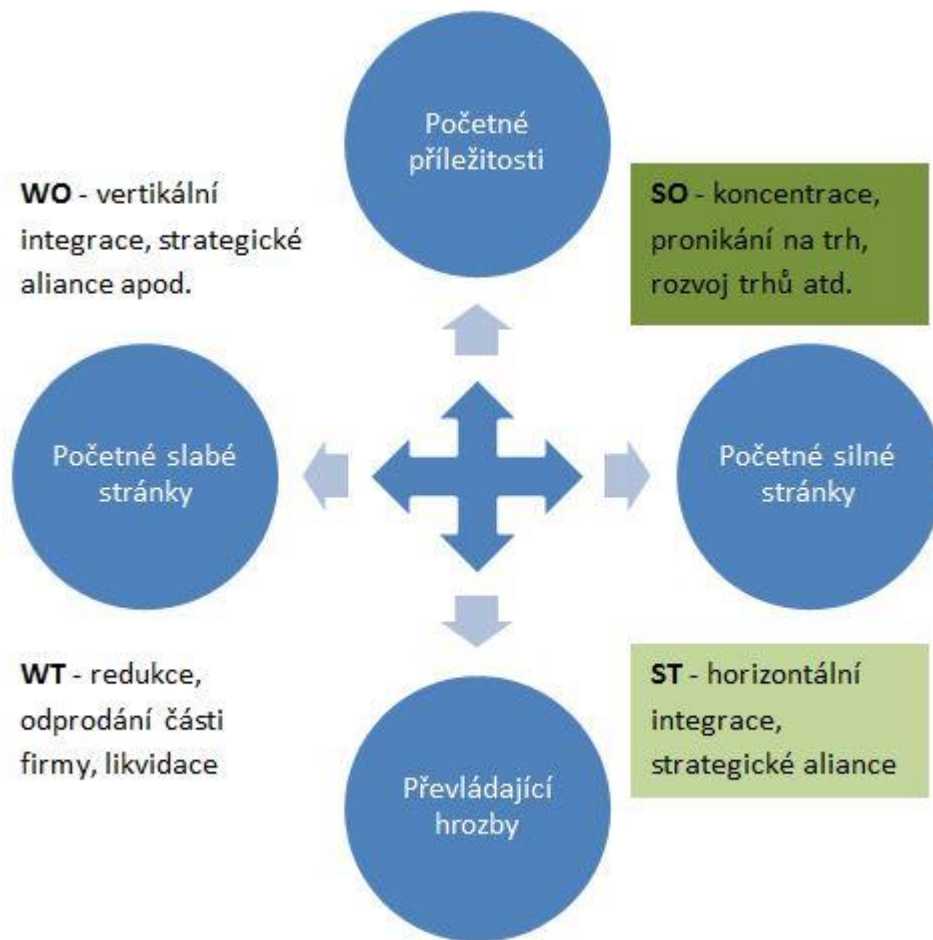 Početné
příležitosti
WO - vertikální
integrace, strategické
aliance apod.
SO - koncentrace,
pronikání na trh,
rozvoj trhů atd.
Početné slabé
stránky
Početné silné
stránky
WT - redukce,
odprodání části
firmy, likvidace
ST - horizontální
integrace,
strategické aliance
Převládající
hrozby